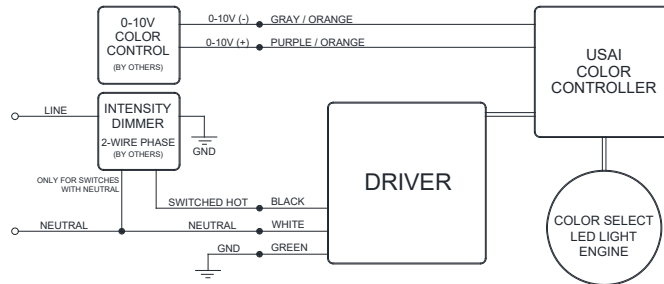 0-10V
COLOR
CONTROL
(BY OTHERS)
0-10V (-)
GRAY / ORANGE
0-10V (+)
PURPLE / ORANGE
USAI
COLOR
CONTROLLER
LINE
INTENSITY
DIMMER
2-WIRE PHASE
(BY OTHERS)
GND
ONLY FOR SWITCHES
WITH NEUTRAL
DRIVER
SWITCHED HOT
BLACK
NEUTRAL
NEUTRAL
WHITE
GND
GREEN
COLOR SELECT
LED LIGHT
ENGINE